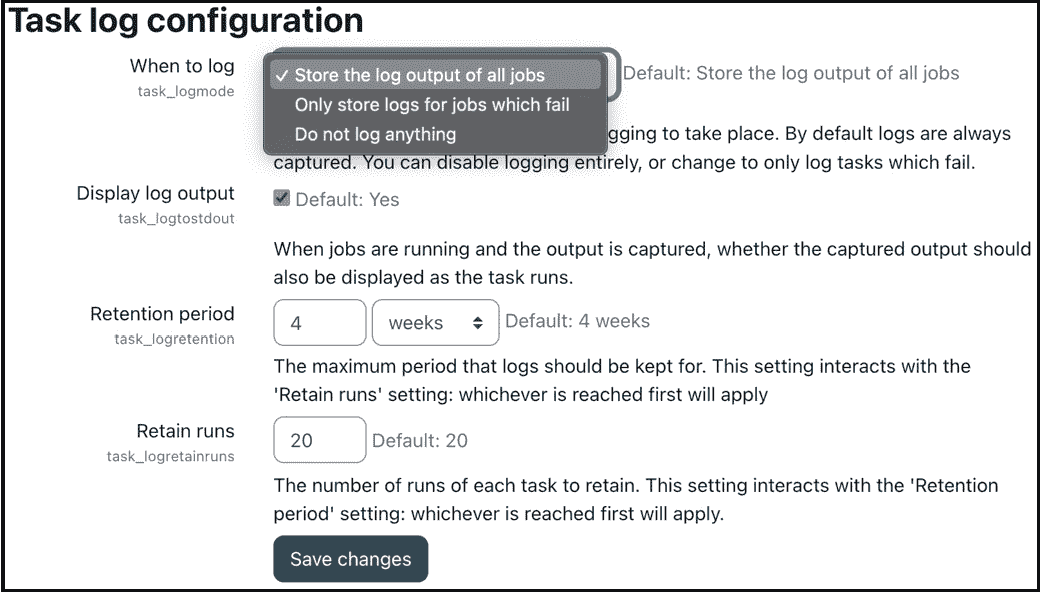 Task log configuration
When to log
task_logmode
✓ Store the log output of all jobs
Only store logs for jobs which fail
Do not log anything
Default: Store the log output of all jobs
gging to take place. By default logs are always
captured. You can disable logging entirely, or change to only log tasks which fail.
Display log output
task_logtostdout
Default: Yes
When jobs are running and the output is captured, whether the captured output should
also be displayed as the task runs.
Retention period
task_logretention
4 weeks Default: 4 weeks
The maximum period that logs should be kept for. This setting interacts with the
'Retain runs' setting: whichever is reached first will apply
Retain runs
task_logretainruns
20 Default: 20
The number of runs of each task to retain. This setting interacts with the 'Retention
period' setting: whichever is reached first will apply.
Save changes